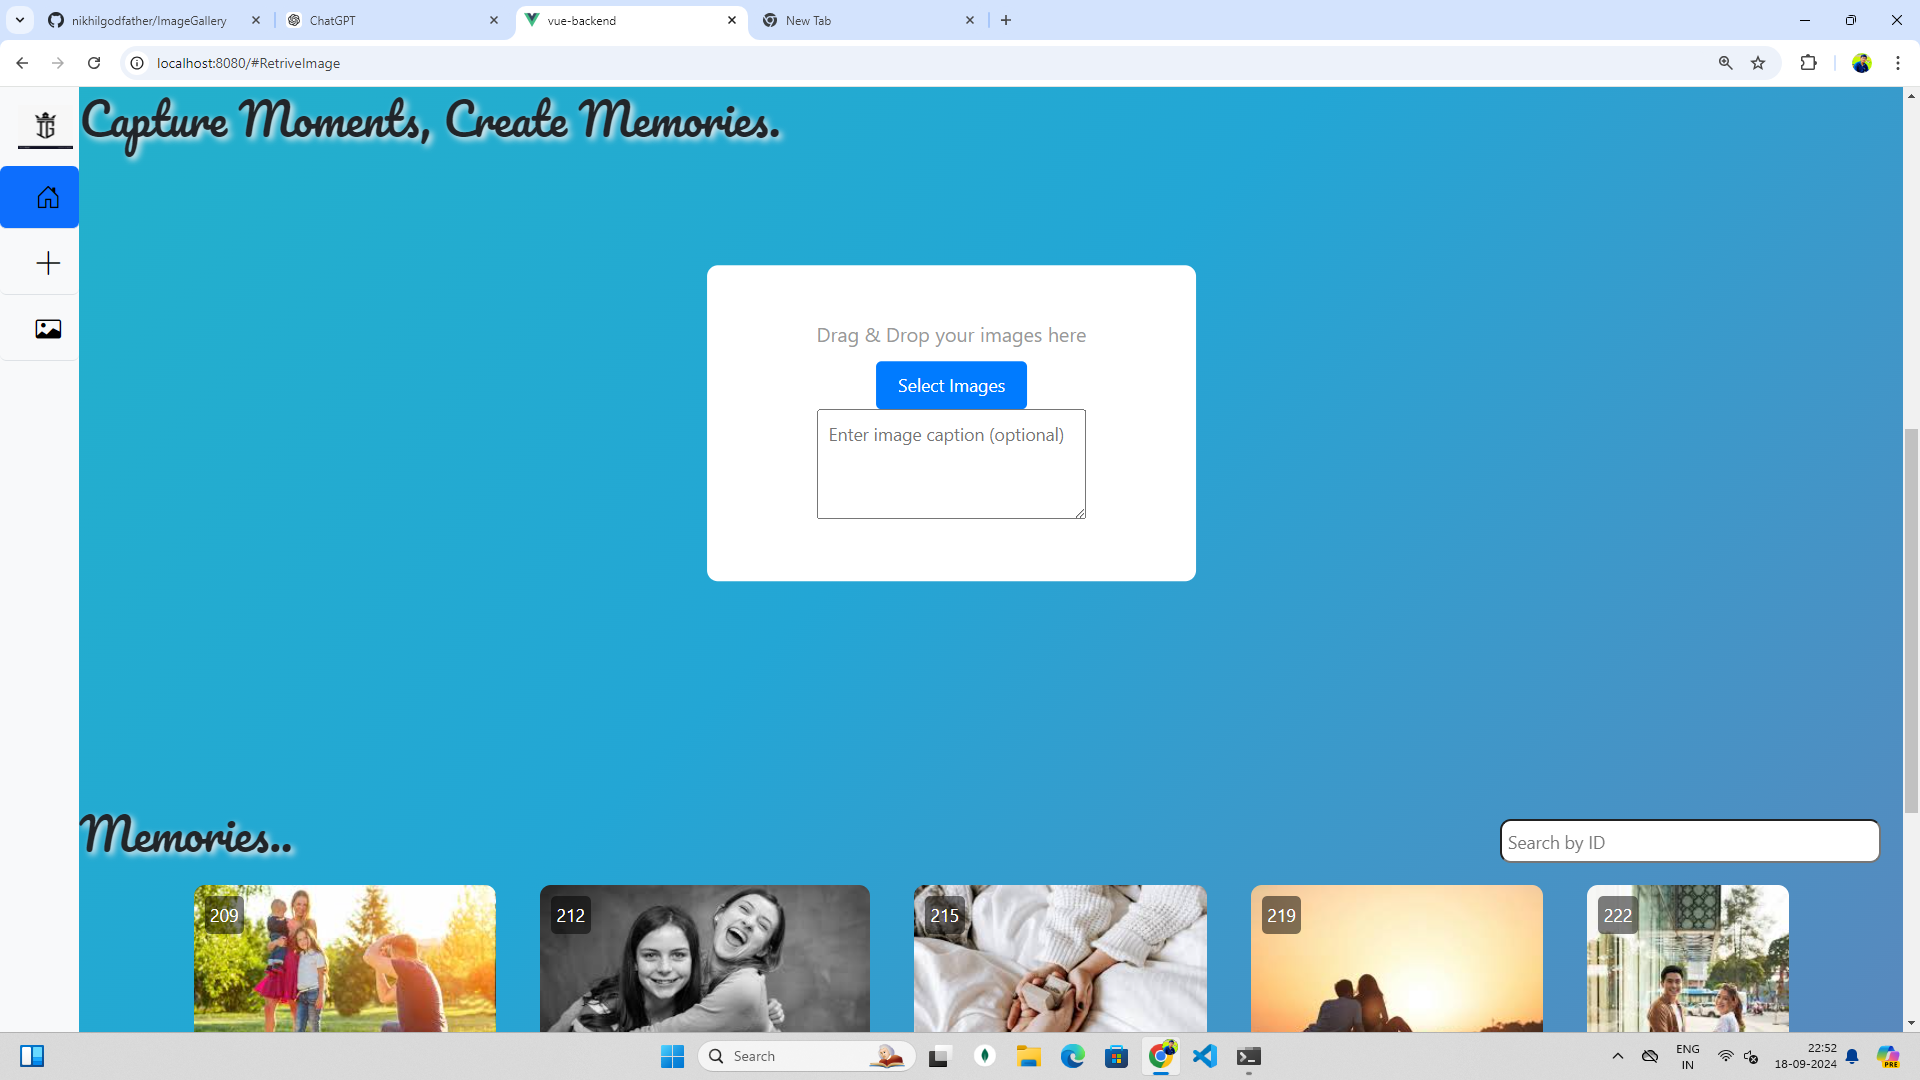 nikhilgodfather/ImageGallery
ChatGPT
vue-backend
New Tab
localhost:8080/#RetriveImage
Capture Moments, Create Memories.
Drag & Drop your images here
Select Images
Enter image caption (optional)
Memories..
Search by ID
209
212
215
219
222
Search
ENG
IN
22:52
18-09-2024
PRE